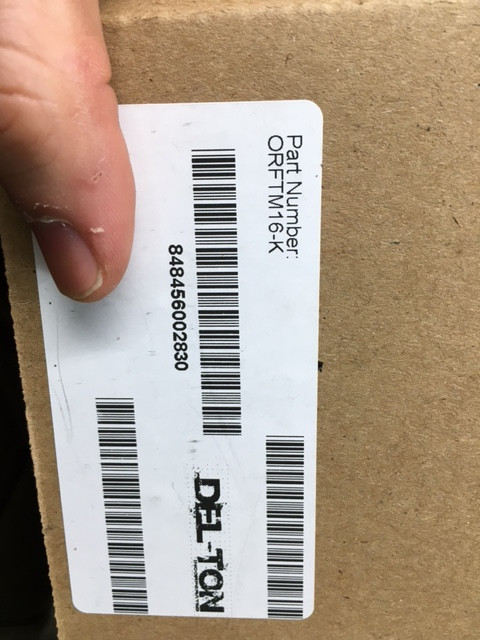 Part Number:
ORFTM16-K
848456002830
DEL-TON